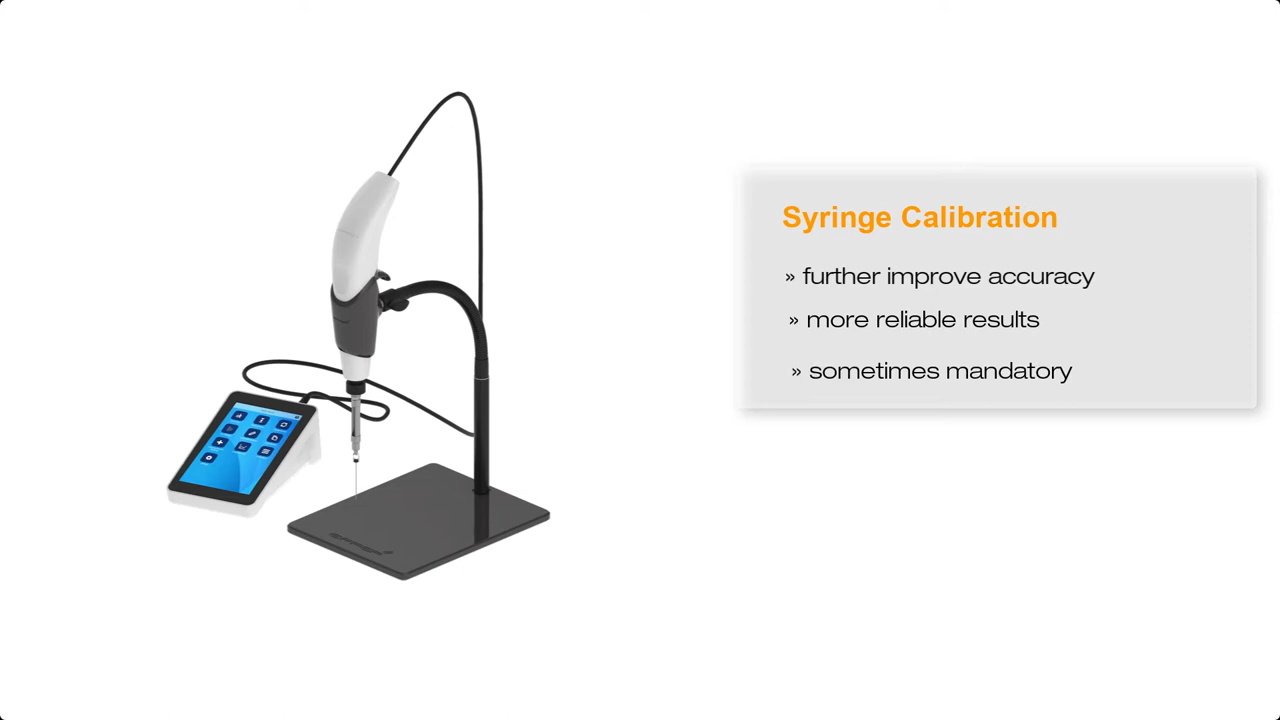 Syringe Calibration
» further improve accuracy
» more reliable results
» sometimes mandatory